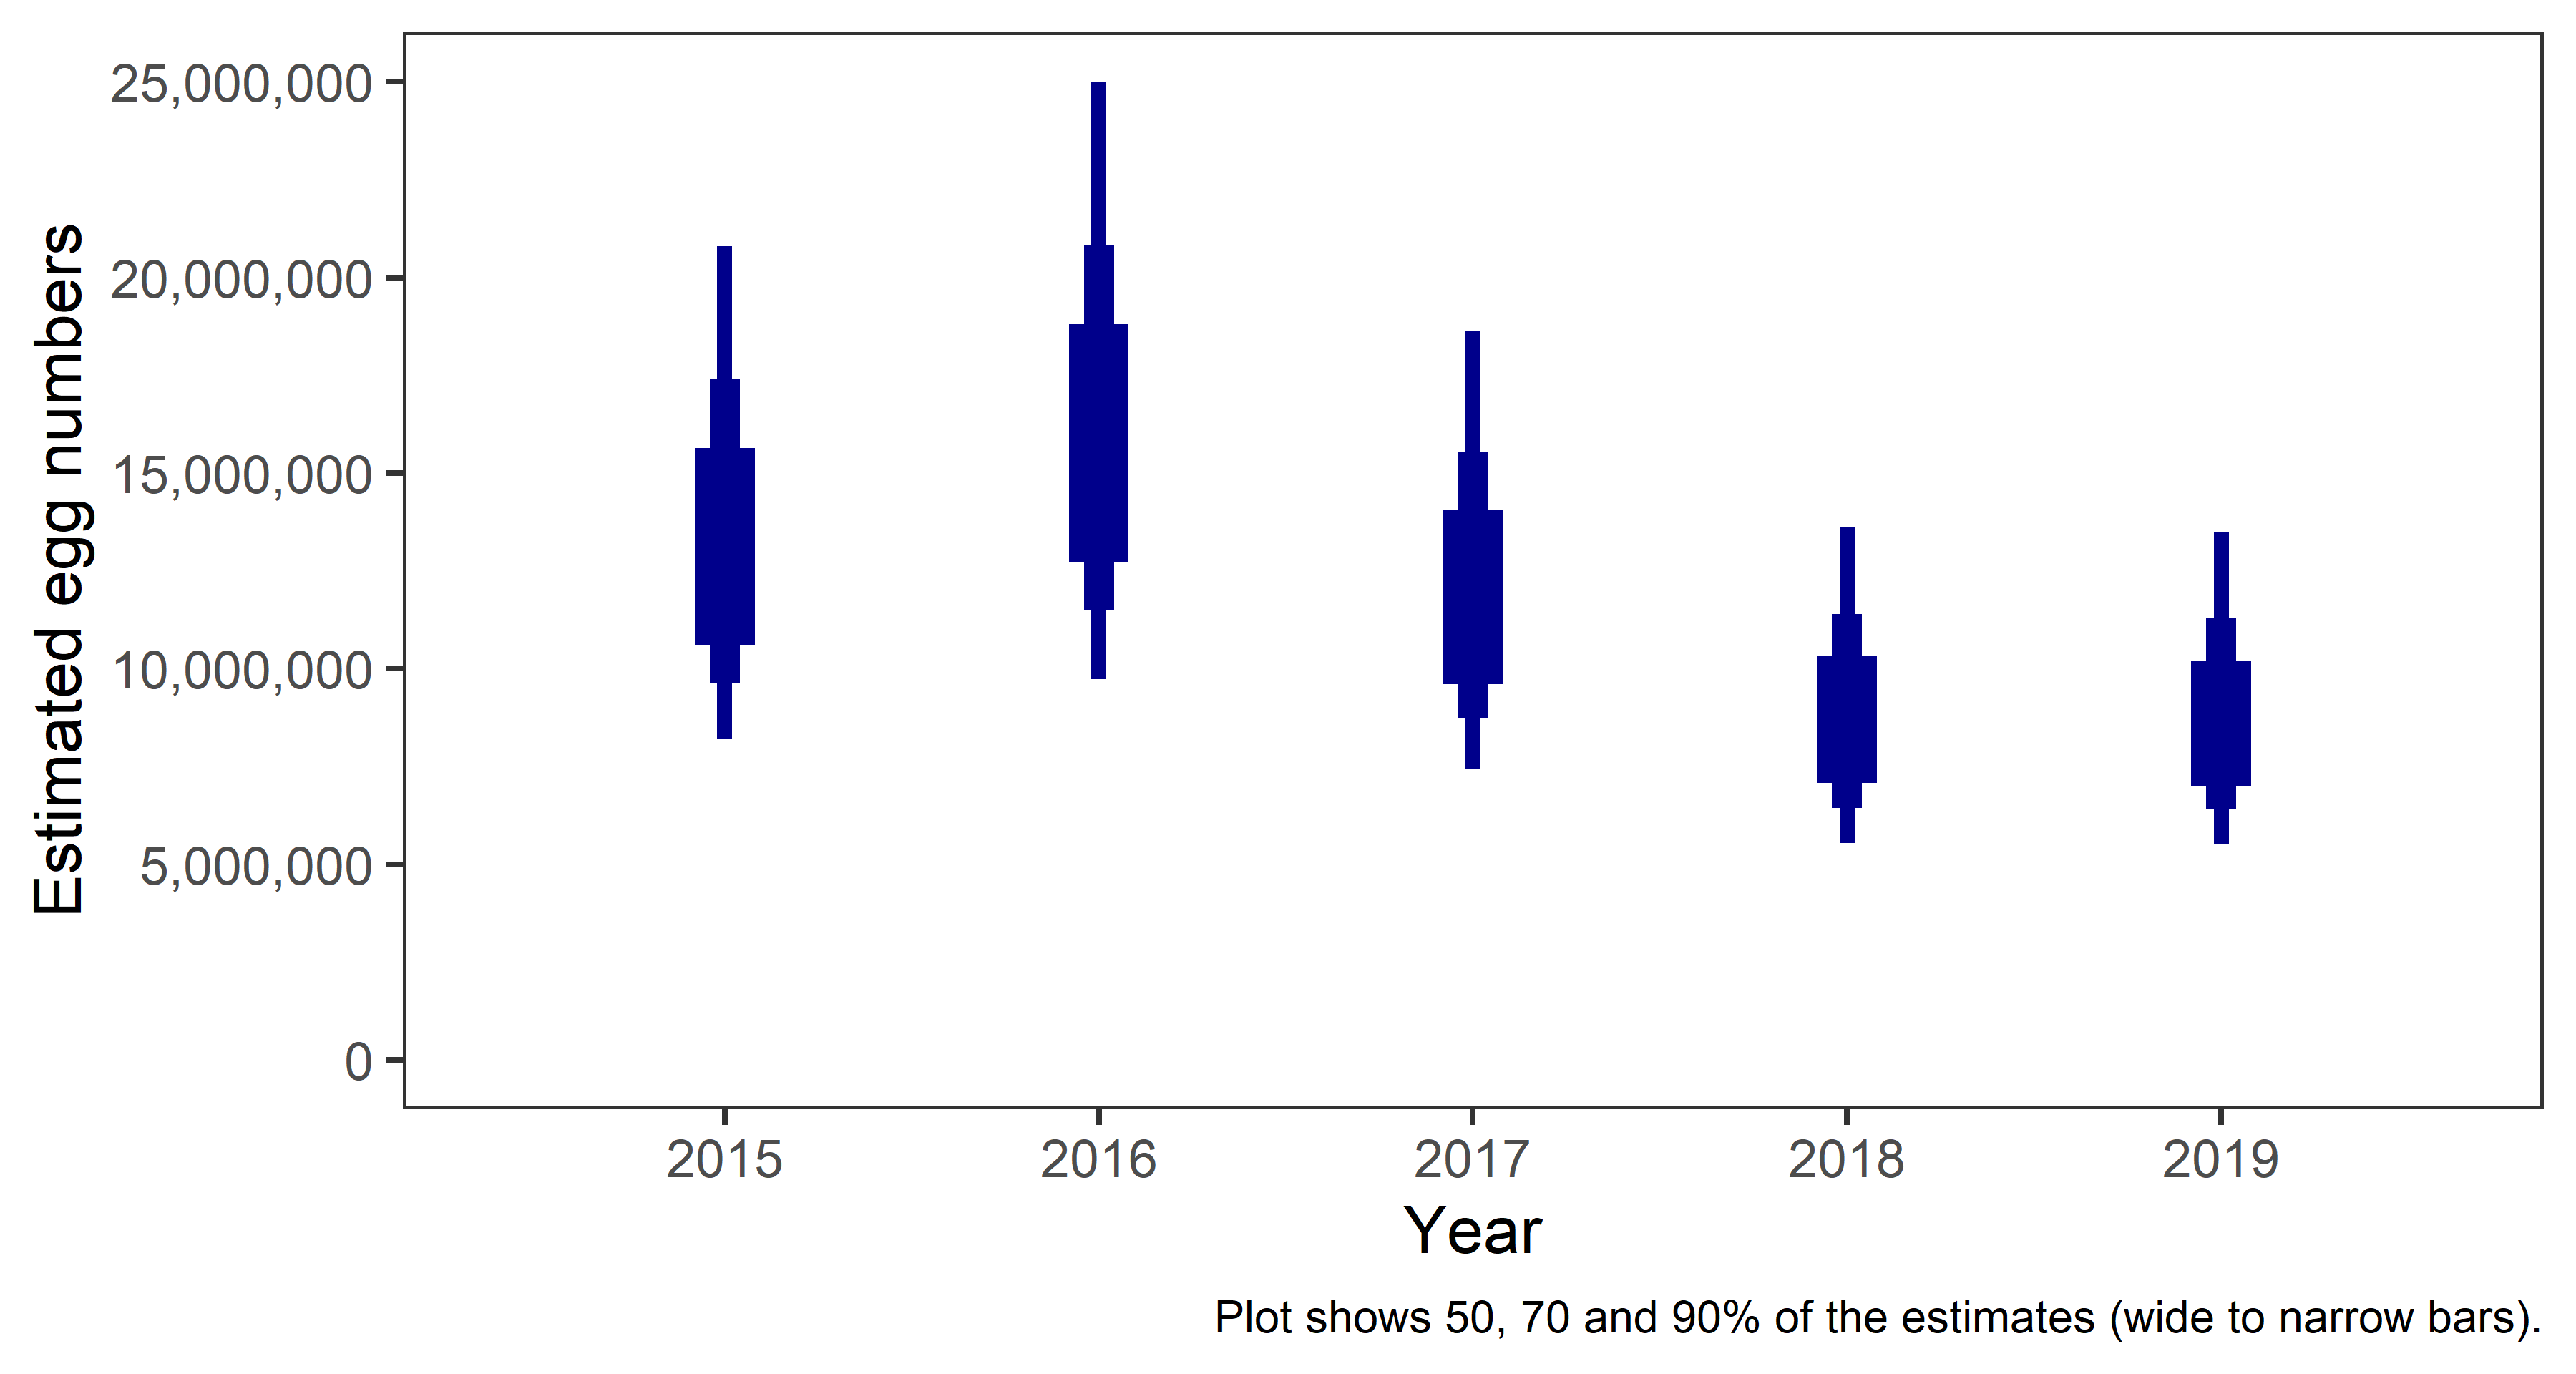 Estimated egg numbers
25,000,000
20,000,000
15,000,000
10,000,000
5,000,000
0
2015 2016 2017 2018 2019
Year
Plot shows 50, 70 and 90% of the estimates (wide to narrow bars).